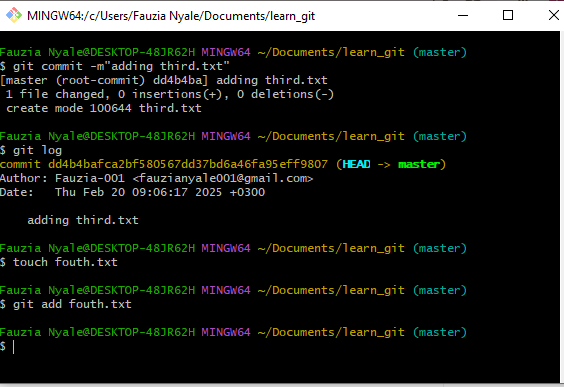 MINGW64:/c/Users/Fauzia Nyale/Documents/learn_git
Fauzia Nyale@DESKTOP-48JR62H MINGW64 ~/Documents/learn_git (master)
$ git commit -m"adding third.txt"
[master (root-commit) dd4b4ba] adding third.txt
 1 file changed, 0 insertions(+), 0 deletions(-)
 create mode 100644 third.txt
Fauzia Nyale@DESKTOP-48JR62H MINGW64 ~/Documents/learn_git (master)
$ git log
commit dd4b4bafca2bf580567dd37bd6a46fa95eff9807 (HEAD -> master)
Author: Fauzia-001 <fauzianyale001@gmail.com>
Date:   Thu Feb 20 09:06:17 2025 +0300
    adding third.txt
Fauzia Nyale@DESKTOP-48JR62H MINGW64 ~/Documents/learn_git (master)
$ touch fouth.txt
Fauzia Nyale@DESKTOP-48JR62H MINGW64 ~/Documents/learn_git (master)
$ git add fouth.txt
Fauzia Nyale@DESKTOP-48JR62H MINGW64 ~/Documents/learn_git (master)
$